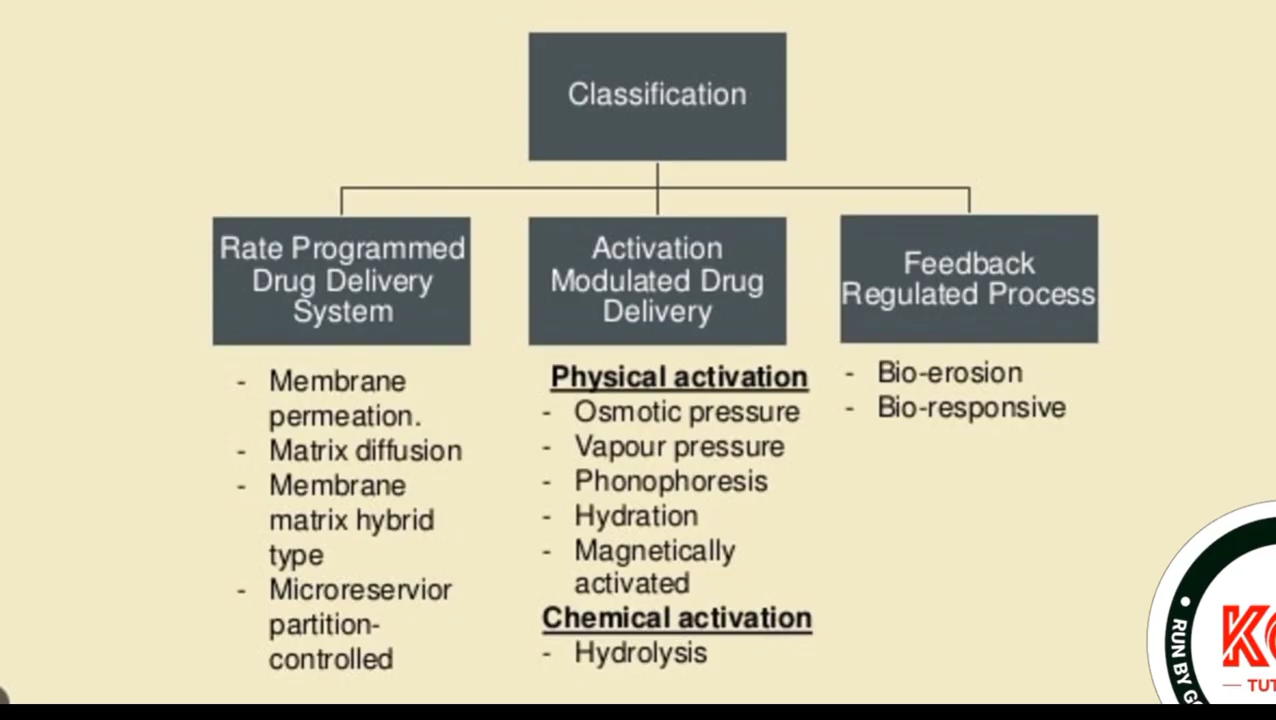 Classification
Rate Programmed
Drug Delivery
System
- Membrane
permeation.
- Matrix diffusion
- Membrane
matrix hybrid
type
- Microreservior
partition-
controlled
Activation
Modulated Drug
Delivery
Physical activation
- Osmotic pressure
- Vapour pressure
- Phonophoresis
- Hydration
- Magnetically
activated
Chemical activation
- Hydrolysis
Feedback
Regulated Process
- Bio-erosion
- Bio-responsive
RUN BY